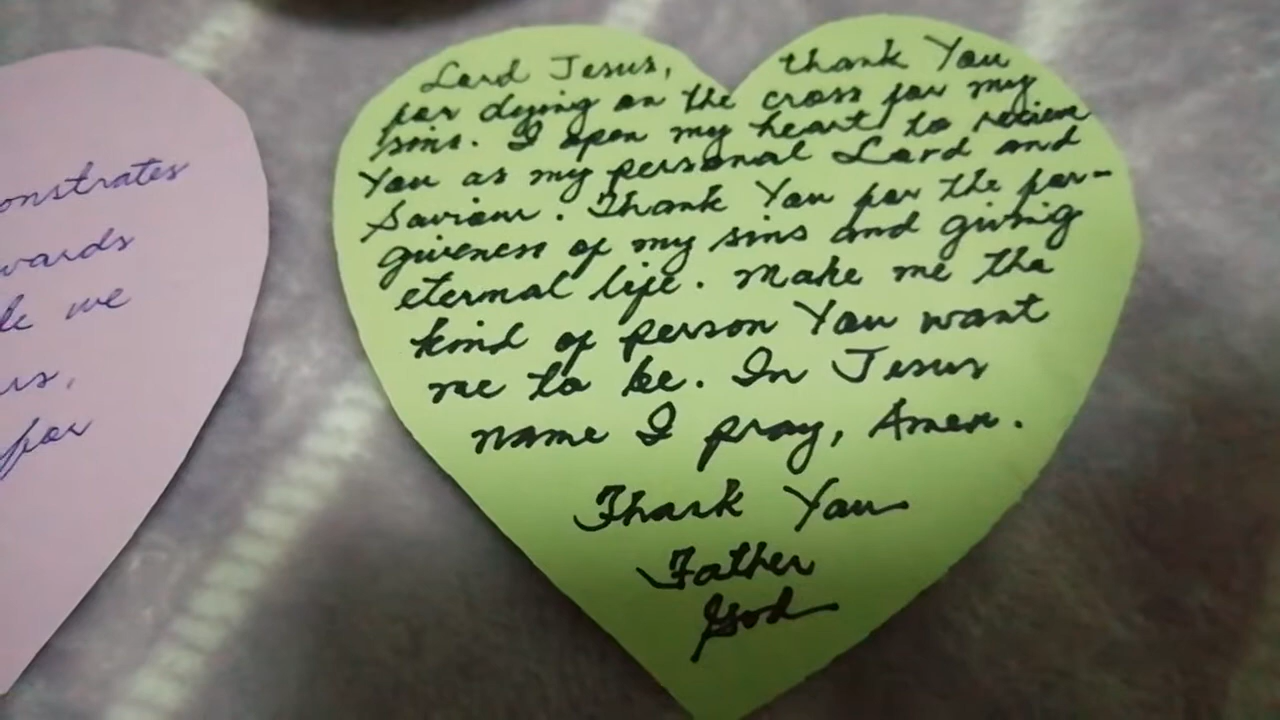 onstrates
wards
le we
us,
for
Lord Jesus, thank You
for dying on the cross for my
sins. I open my heart to recieve
You as my personal Lord and
Saviour. Thank You for the for-
giveness of my sins and giving
eternal life. Make me the
kind of person You want
me to be. In Jesus
name I pray, Amen.
Thank You
Father
God